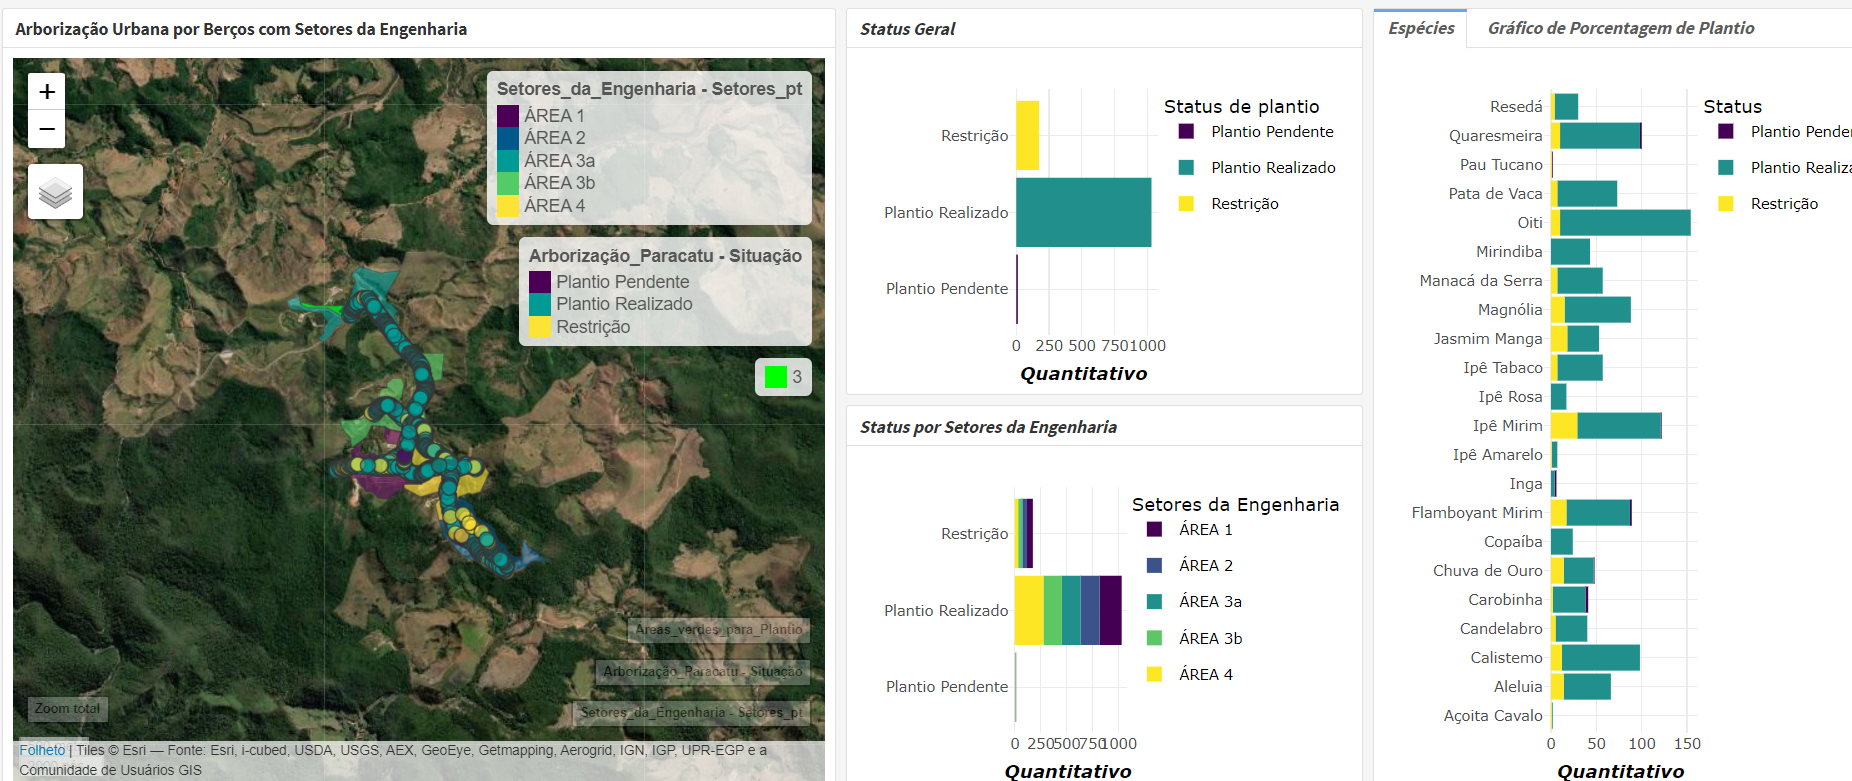 Arborização Urbana por Berços com Setores da Engenharia
+
−
Setores_da_Engenharia - Setores_pt
ÁREA 1
ÁREA 2
ÁREA 3a
ÁREA 3b
ÁREA 4
Arborização_Paracatu - Situação
Plantio Pendente
Plantio Realizado
Restrição
3
Areas_verdes_para_Plantio
Arborização_Paracatu - Situação
Setores_da_Engenharia - Setores_pt
Zoom total
Folheto | Tiles © Esri — Fonte: Esri, i-cubed, USDA, USGS, AEX, GeoEye, Getmapping, Aerogrid, IGN, IGP, UPR-EGP e a
Comunidade de Usuários GIS
Status Geral
Restrição
Plantio Realizado
Plantio Pendente
0 250 500 750 1000
Quantitativo
Status de plantio
Plantio Pendente
Plantio Realizado
Restrição
Status por Setores da Engenharia
Restrição
Plantio Realizado
Plantio Pendente
0 250 500 750 1000
Quantitativo
Setores da Engenharia
ÁREA 1
ÁREA 2
ÁREA 3a
ÁREA 3b
ÁREA 4
Espécies
Gráfico de Porcentagem de Plantio
Resedá
Quaresmeira
Pau Tucano
Pata de Vaca
Oiti
Mirindiba
Manacá da Serra
Magnólia
Jasmim Manga
Ipê Tabaco
Ipê Rosa
Ipê Mirim
Ipê Amarelo
Inga
Flamboyant Mirim
Copaíba
Chuva de Ouro
Carobinha
Candelabro
Calistemo
Aleluia
Açoita Cavalo
0 50 100 150
Quantitativo
Status
Plantio Pender
Plantio Realiza
Restrição